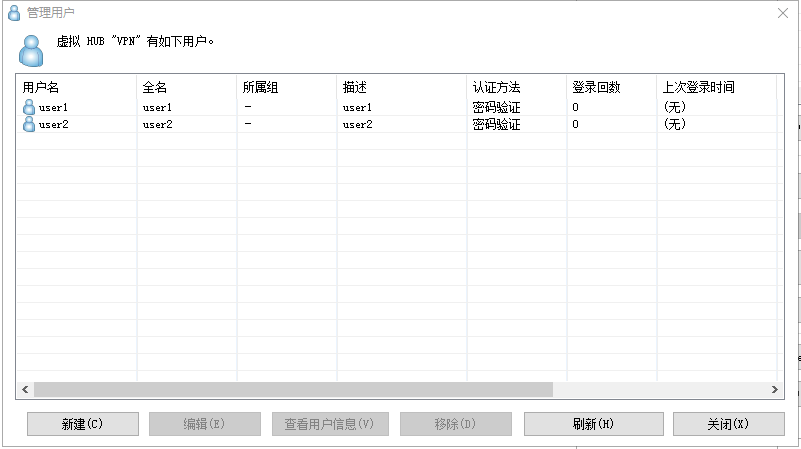 管理用户
虚拟 HUB "VPN" 有如下用户。
用户名 全名 所属组 描述 认证方法 登录回数 上次登录时间
user1 user1 - user1 密码验证 0 (无)
user2 user2 - user2 密码验证 0 (无)
新建(C) 编辑(E) 查看用户信息(V) 移除(D) 刷新(H) 关闭(X)